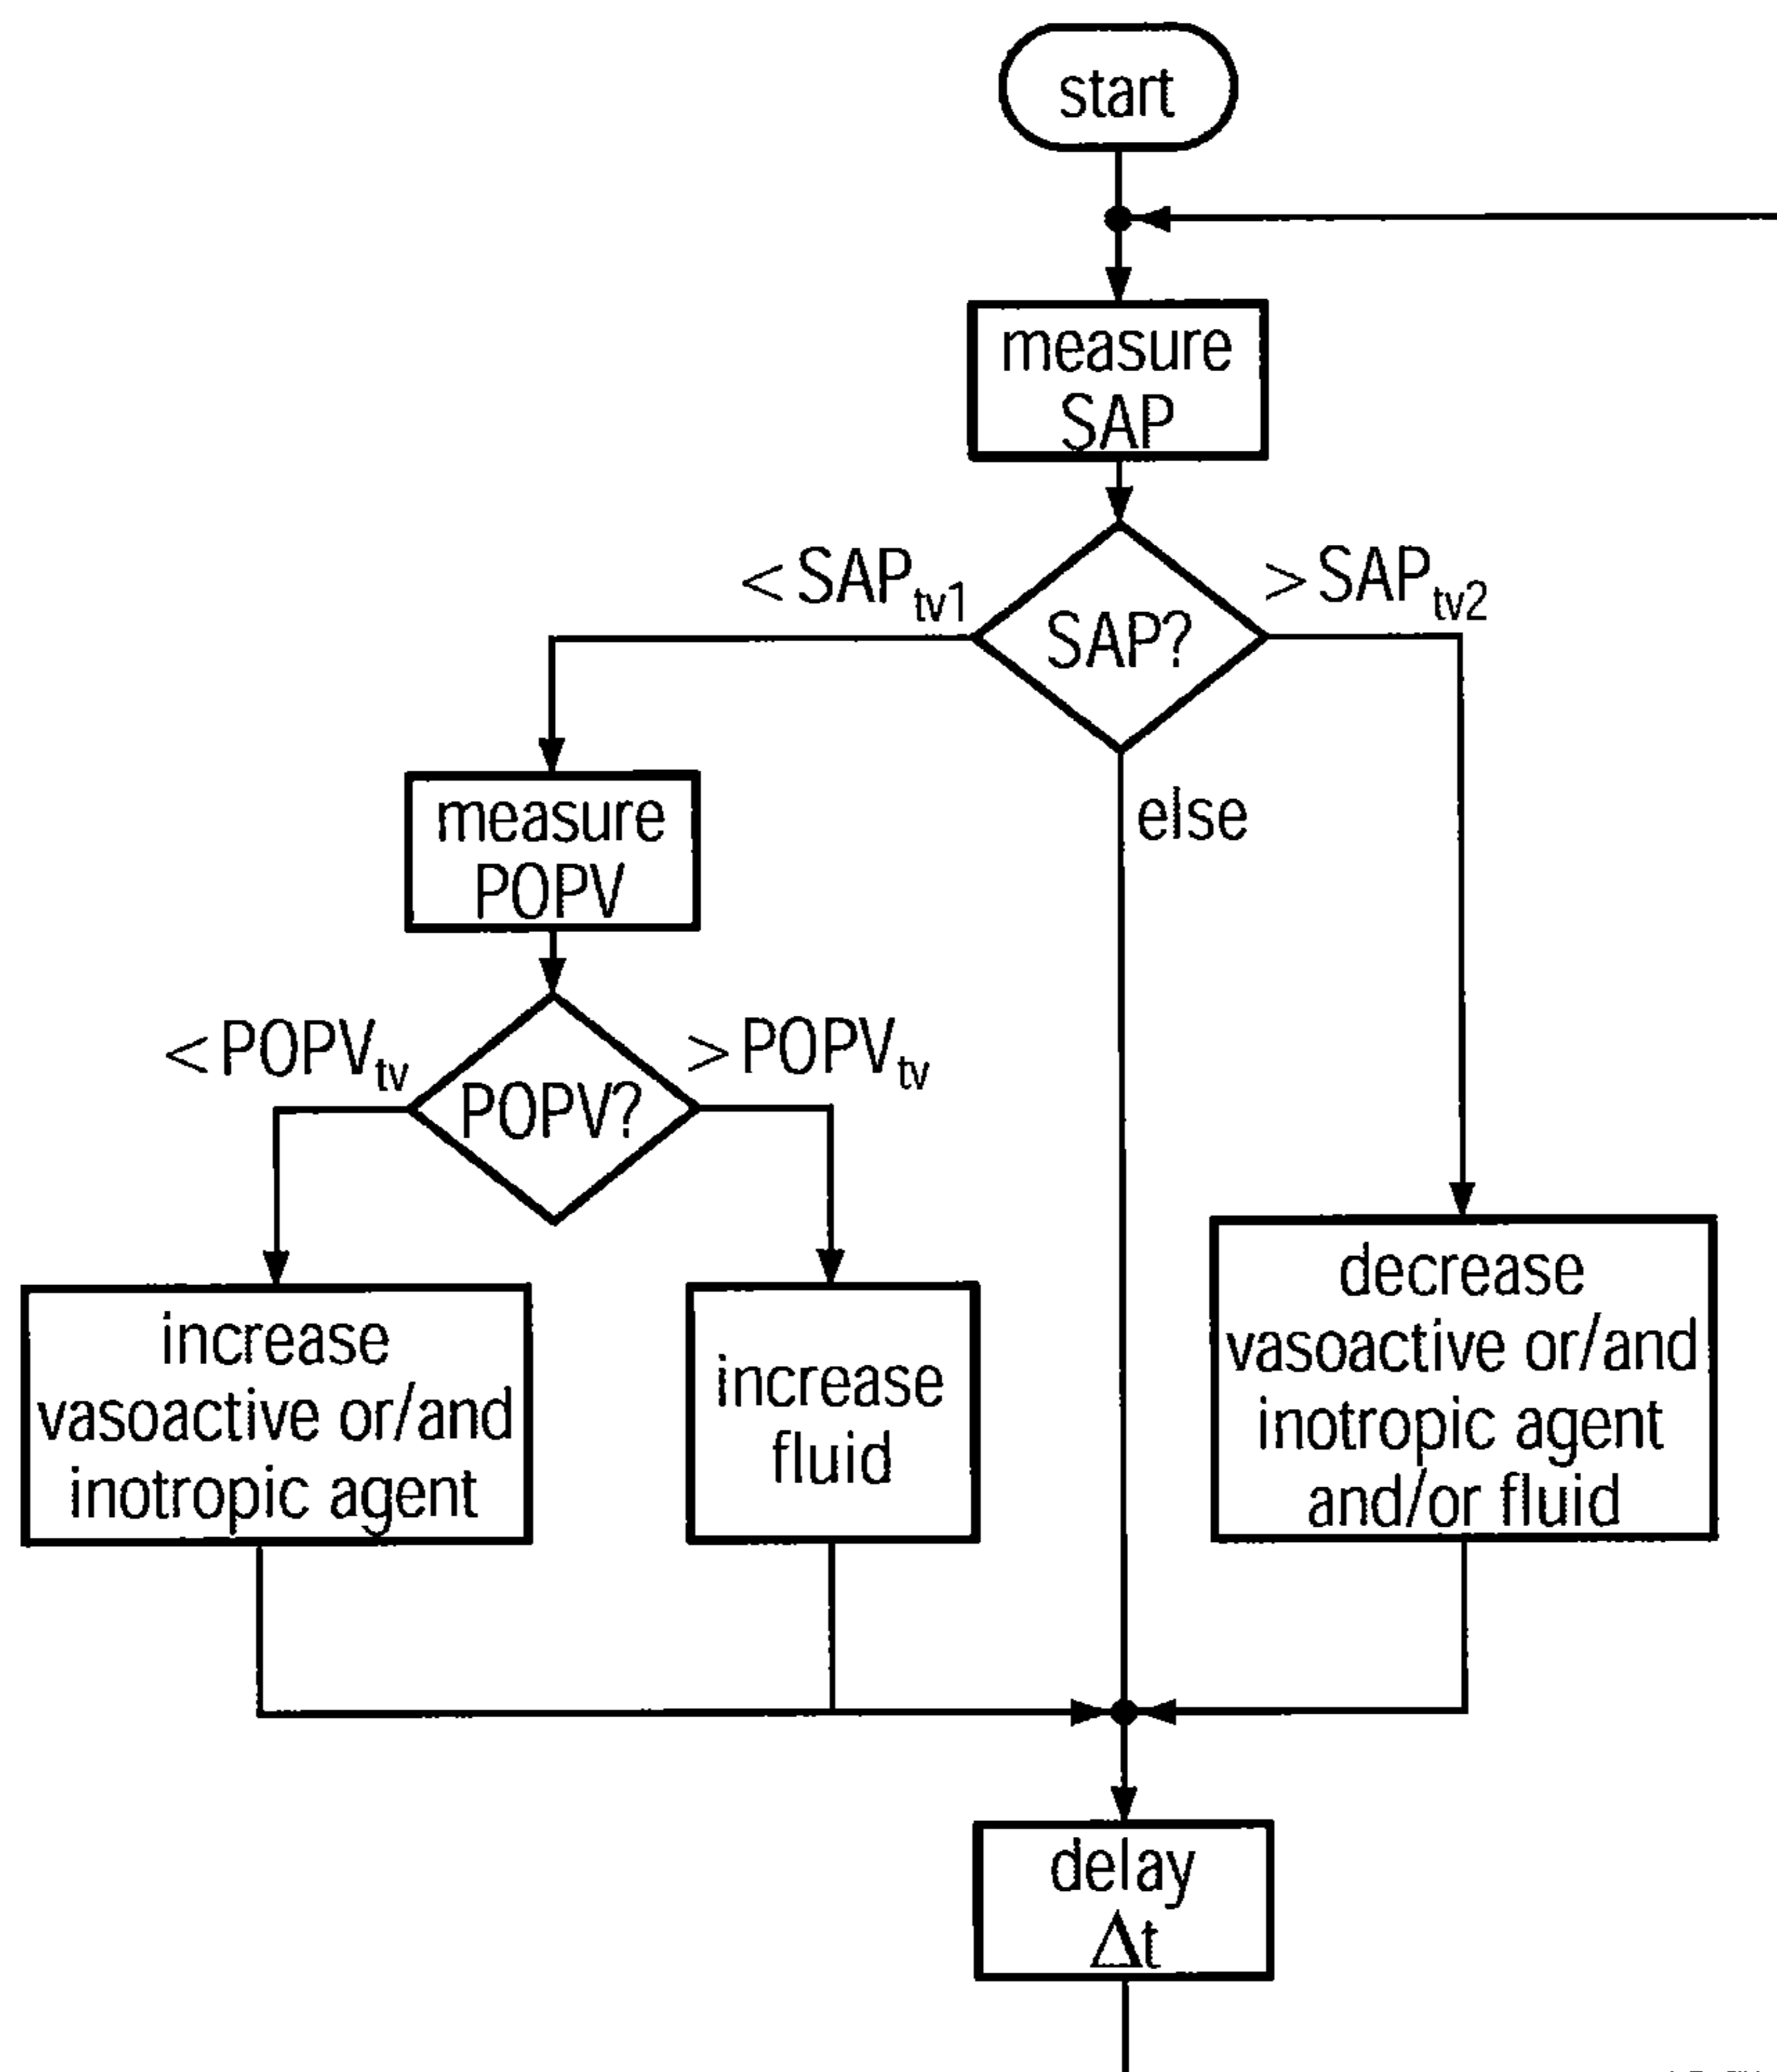 start
measure
SAP
< SAPtv1
SAP?
> SAPtv2
else
measure
POPV
< POPVtv
POPV?
> POPVtv
increase
vasoactive or/and
inotropic agent
increase
fluid
decrease
vasoactive or/and
inotropic agent
and/or fluid
delay
Δt